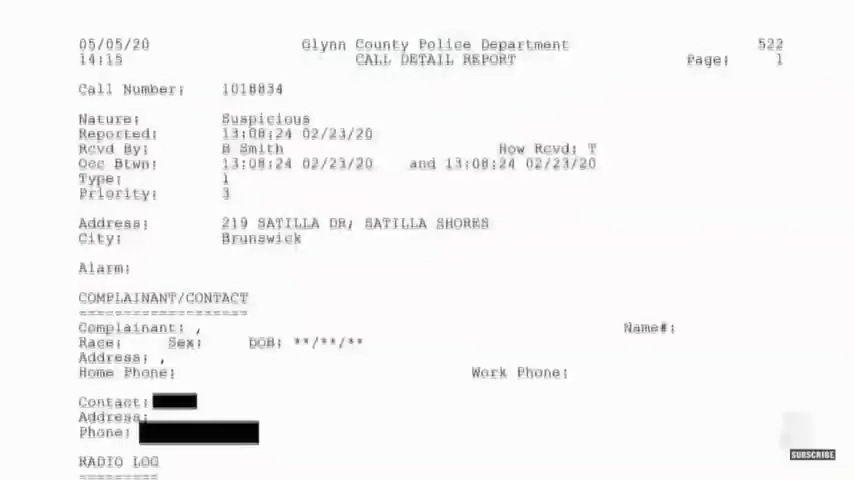 05/05/20 Glynn County Police Department 522
14:15 CALL DETAIL REPORT Page: 1
Call Number: 1018834
Nature: Suspicious
Reported: 13:08:24 02/23/20
Rcvd By: B Smith How Rcvd: T
Occ Btwn: 13:08:24 02/23/20 and 13:08:24 02/23/20
Type: 1
Priority: 3
Address: 219 SATILLA DR; SATILLA SHORES
City: Brunswick
Alarm:
COMPLAINANT/CONTACT
===================
Complainant: , Name#:
Race: Sex: DOB: **/**/**
Address: ,
Home Phone: Work Phone:
Contact:
Address:
Phone:
RADIO LOG
=========
SUBSCRIBE